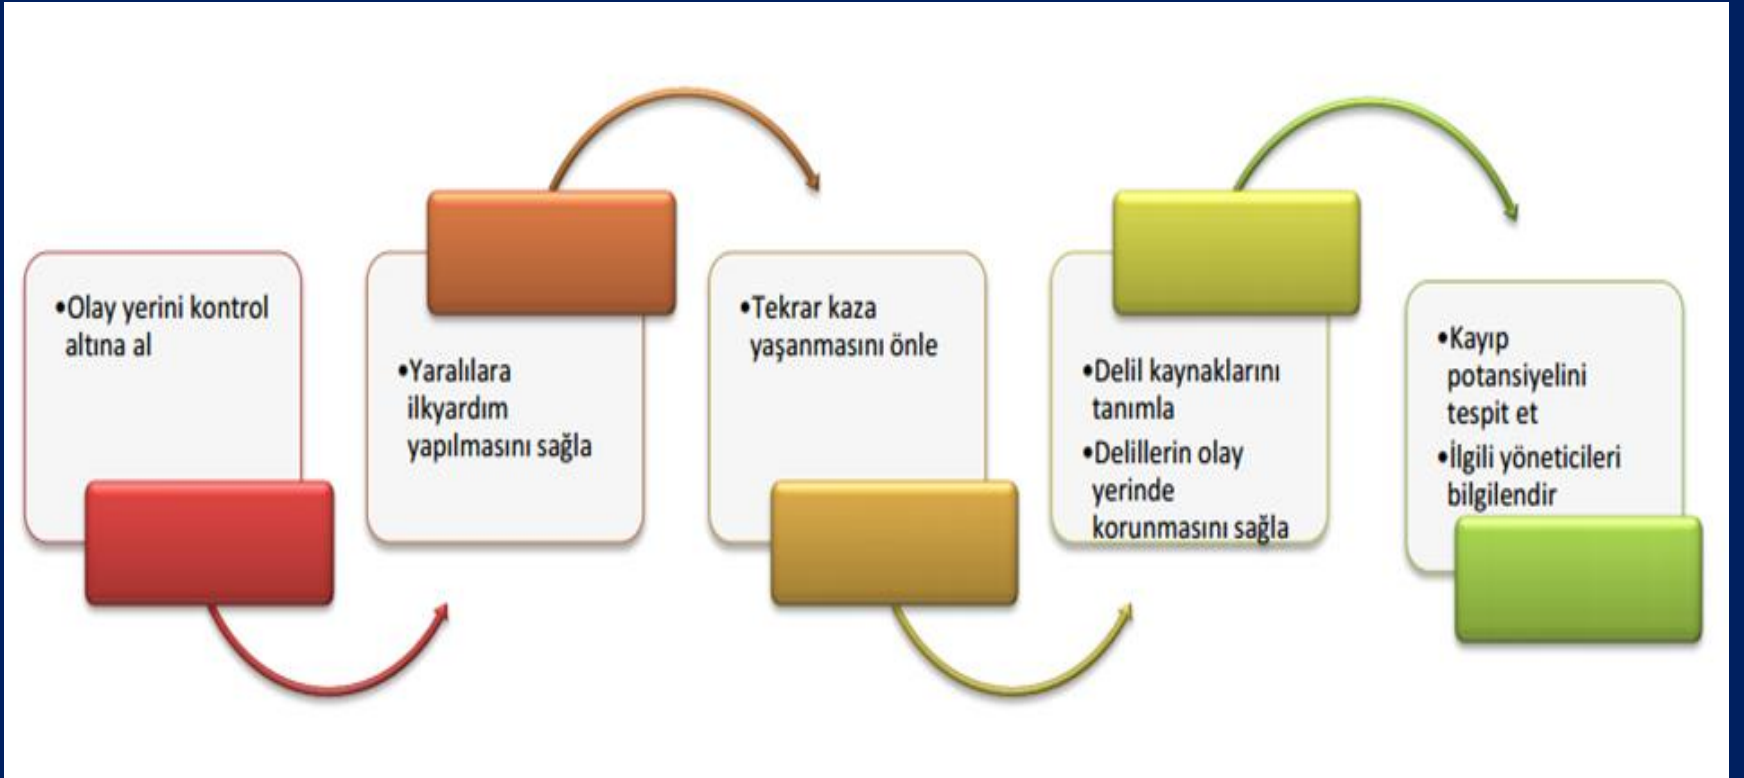 •Olay yerini kontrol
altına al
•Yaralılara
ilkyardım
yapılmasını sağla
•Tekrar kaza
yaşanmasını önle
•Delil kaynaklarını
tanımla
•Delillerin olay
yerinde
korunmasını sağla
•Kayıp
potansiyelini
tespit et
•İlgili yöneticileri
bilgilendir